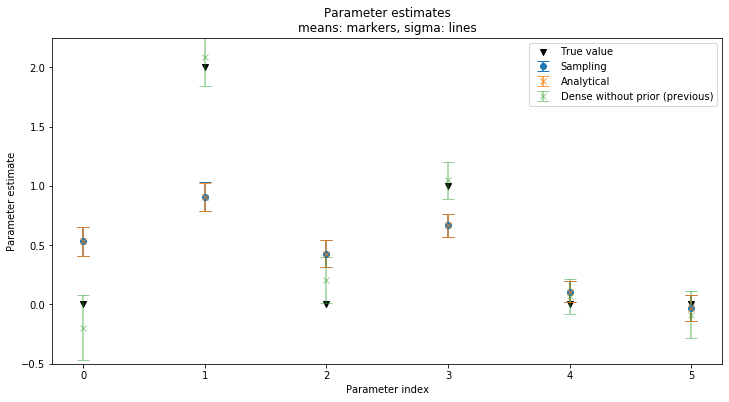 Parameter estimates
means: markers, sigma: lines
True value
Sampling
Analytical
Dense without prior (previous)
Parameter estimate
2.0
1.5
1.0
0.5
0.0
−0.5
0 1 2 3 4 5
Parameter index